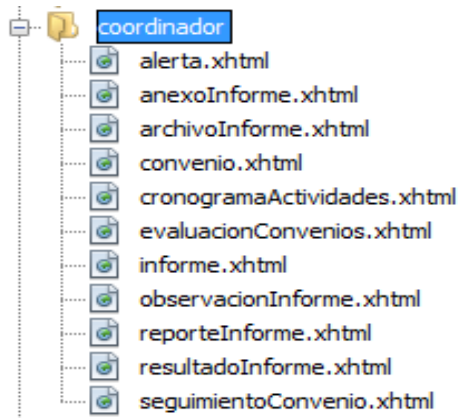 coordinador
alerta.xhtml
anexoInforme.xhtml
archivoInforme.xhtml
convenio.xhtml
cronogramaActividades.xhtml
evaluacionConvenios.xhtml
informe.xhtml
observacionInforme.xhtml
reporteInforme.xhtml
resultadoInforme.xhtml
seguimientoConvenio.xhtml